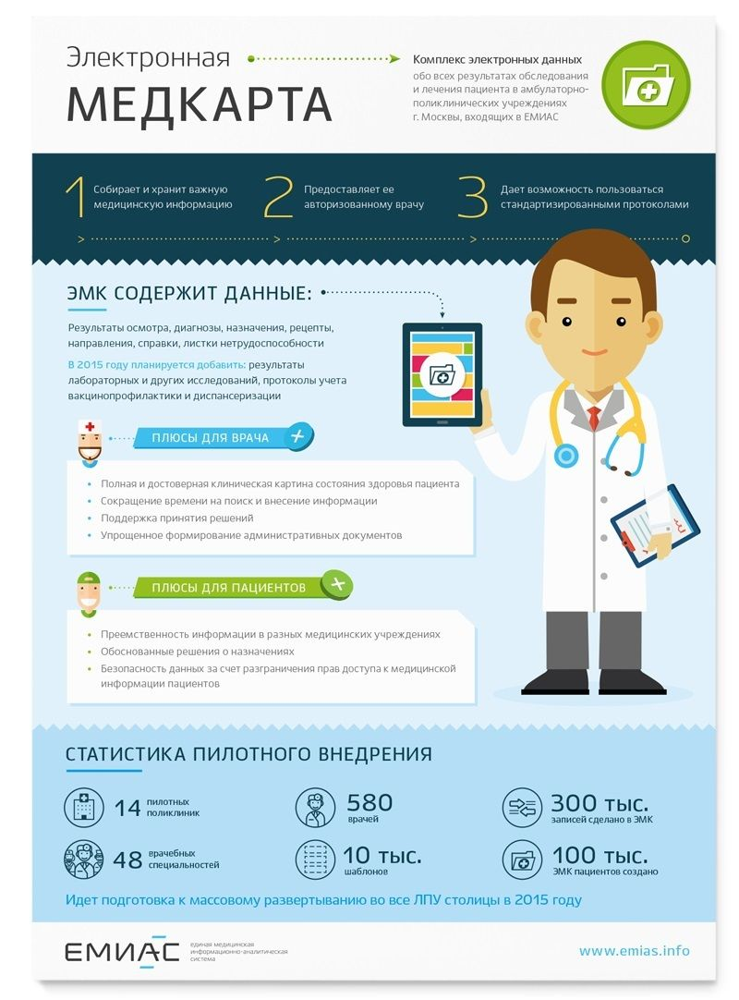 Электронная
МЕДКАРТА
Комплекс электронных данных
обо всех результатах обследования
и лечения пациента в амбулаторно-
поликлинических учреждениях
г. Москвы, входящих в ЕМИАС
1 Собирает и хранит важную
медицинскую информацию
2 Предоставляет ее
авторизованному врачу
3 Дает возможность пользоваться
стандартизированными протоколами
ЭМК СОДЕРЖИТ ДАННЫЕ:
Результаты осмотра, диагнозы, назначения, рецепты,
направления, справки, листки нетрудоспособности
В 2015 году планируется добавить: результаты
лабораторных и других исследований, протоколы учета
вакцинопрофилактики и диспансеризации
ПЛЮСЫ ДЛЯ ВРАЧА +
• Полная и достоверная клиническая картина состояния здоровья пациента
• Сокращение времени на поиск и внесение информации
• Поддержка принятия решений
• Упрощенное формирование административных документов
ПЛЮСЫ ДЛЯ ПАЦИЕНТОВ +
• Преемственность информации в разных медицинских учреждениях
• Обоснованные решения о назначениях
• Безопасность данных за счет разграничения прав доступа к медицинской
информации пациентов
СТАТИСТИКА ПИЛОТНОГО ВНЕДРЕНИЯ
14 пилотных
поликлиник
580
врачей
300 тыс.
записей сделано в ЭМК
48 врачебных
специальностей
10 тыс.
шаблонов
100 тыс.
ЭМК пациентов создано
Идет подготовка к массовому развертыванию во все ЛПУ столицы в 2015 году
ЕМИАС
единая медицинская
информационно-аналитическая
система
www.emias.info